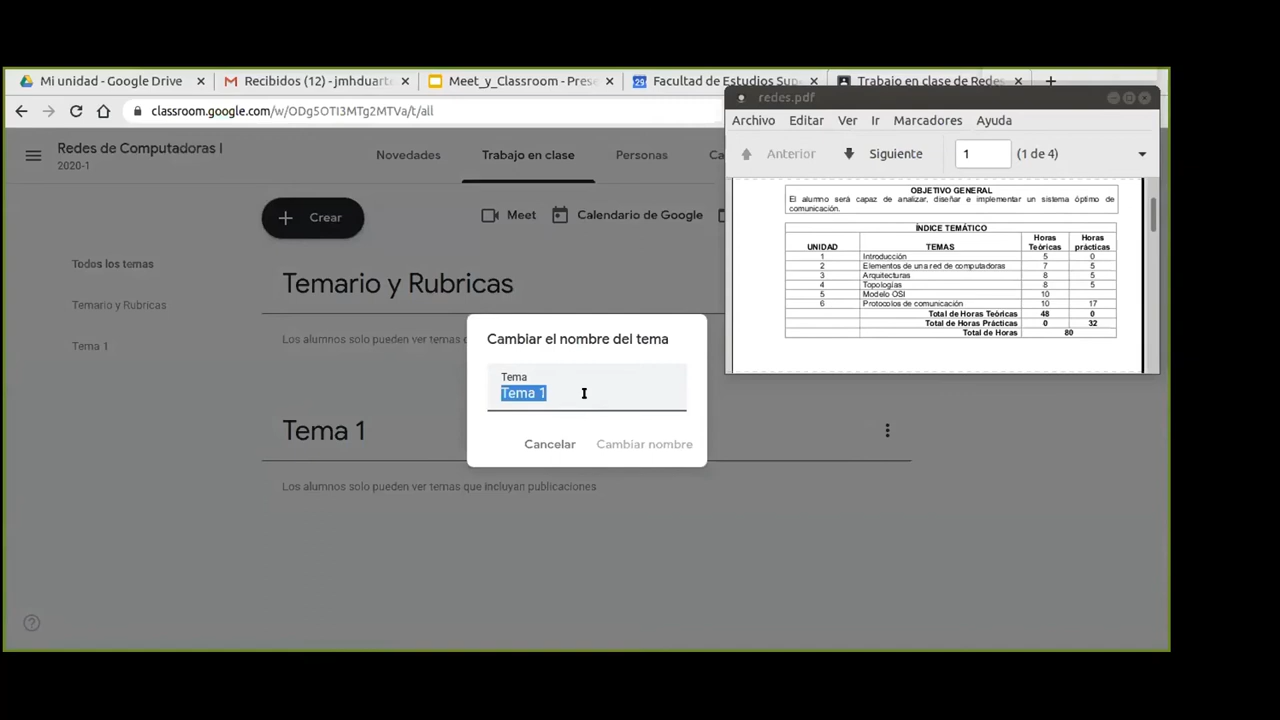 Mi unidad - Google Drive
Recibidos (12) - jmhduarte
Meet_y_Classroom - Prese
Facultad de Estudios Sup
Trabajo en clase de Redes
classroom.google.com/w/ODg5OTI3MTg2MTVa/t/all
Redes de Computadoras I
2020-1
Novedades
Trabajo en clase
Personas
Ca
Crear
Meet
Calendario de Google
Todos los temas
Temario y Rubricas
Tema 1
Temario y Rubricas
Los alumnos solo pueden ver temas
Tema 1
Los alumnos solo pueden ver temas que incluyan publicaciones
Cambiar el nombre del tema
Tema
Tema 1
Cancelar
Cambiar nombre
redes.pdf
Archivo Editar Ver Ir Marcadores Ayuda
Anterior Siguiente 1 (1 de 4)
OBJETIVO GENERAL
El alumno será capaz de analizar, diseñar e implementar un sistema óptimo de
comunicación.
ÍNDICE TEMÁTICO
UNIDAD TEMAS Horas Teóricas Horas prácticas
1 Introducción 5 0
2 Elementos de una red de computadoras 7 5
3 Arquitecturas 8 5
4 Topologías 8 5
5 Modelo OSI 10
6 Protocolos de comunicación 10 17
Total de Horas Teóricas 48 0
Total de Horas Prácticas 0 32
Total de Horas 80